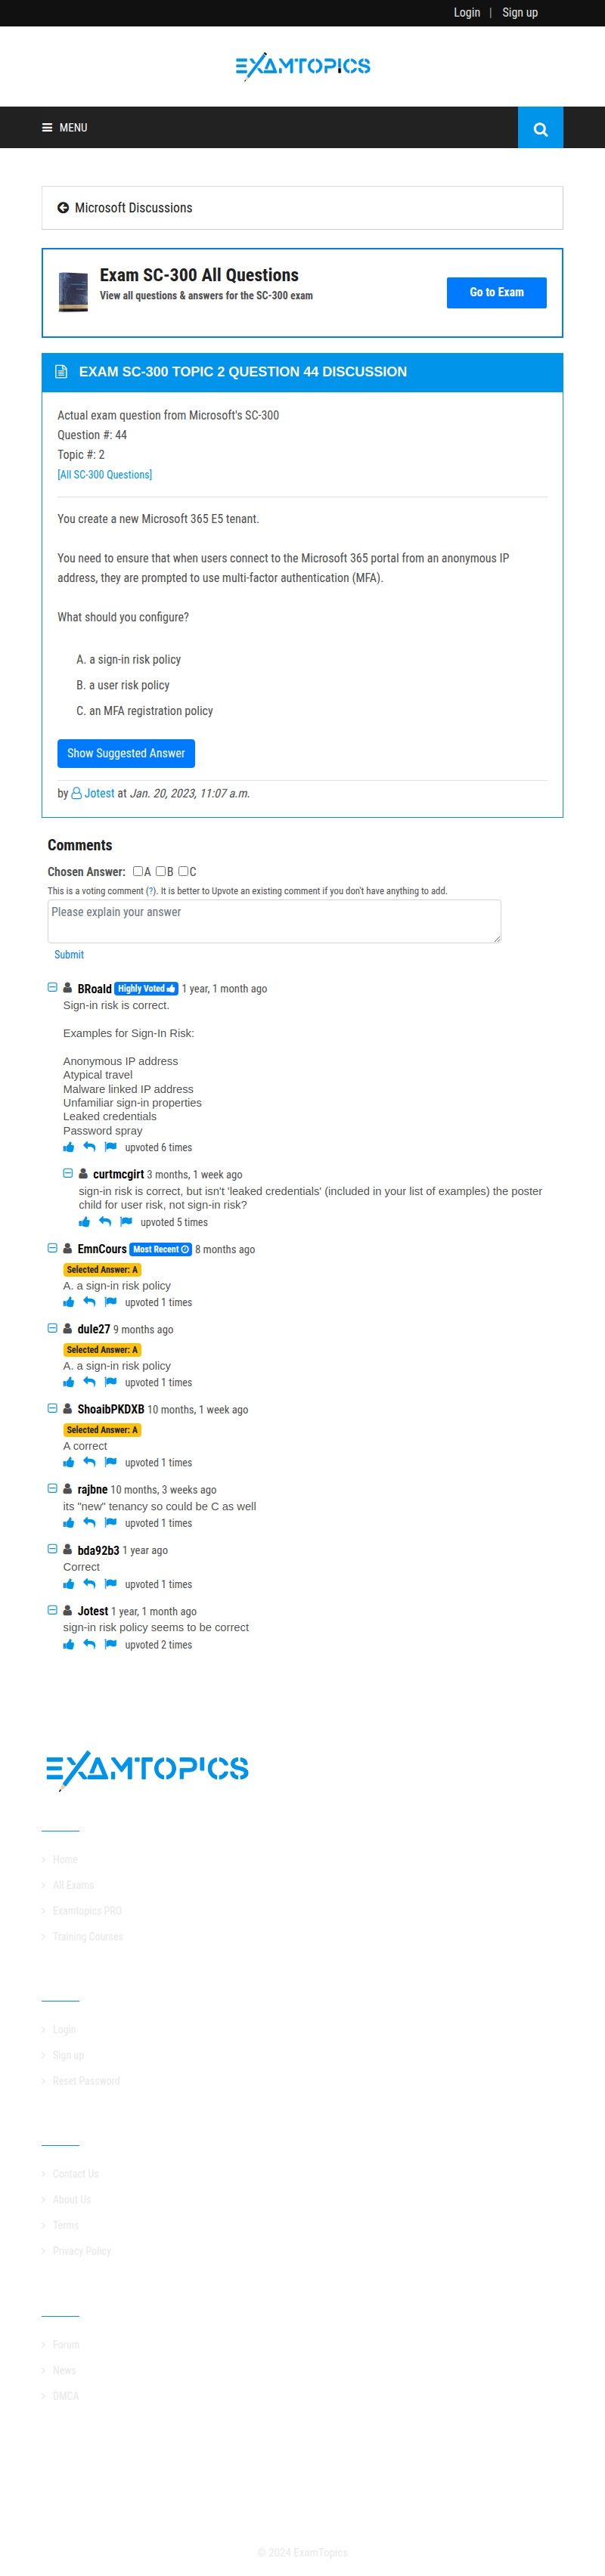 Login | Sign up
EXAMTOPICS
MENU
Microsoft Discussions
Exam SC-300 All Questions
View all questions & answers for the SC-300 exam
Go to Exam
EXAM SC-300 TOPIC 2 QUESTION 44 DISCUSSION
Actual exam question from Microsoft's SC-300
Question #: 44
Topic #: 2
[All SC-300 Questions]
You create a new Microsoft 365 E5 tenant.
You need to ensure that when users connect to the Microsoft 365 portal from an anonymous IP
address, they are prompted to use multi-factor authentication (MFA).
What should you configure?
A. a sign-in risk policy
B. a user risk policy
C. an MFA registration policy
Show Suggested Answer
by Jotest at Jan. 20, 2023, 11:07 a.m.
Comments
Chosen Answer: A B C
This is a voting comment (?). It is better to Upvote an existing comment if you don't have anything to add.
Please explain your answer
Submit
BRoald Highly Voted 1 year, 1 month ago
Sign-in risk is correct.
Examples for Sign-In Risk:
Anonymous IP address
Atypical travel
Malware linked IP address
Unfamiliar sign-in properties
Leaked credentials
Password spray
upvoted 6 times
curtmcgirt 3 months, 1 week ago
sign-in risk is correct, but isn't 'leaked credentials' (included in your list of examples) the poster
child for user risk, not sign-in risk?
upvoted 5 times
EmnCours Most Recent 8 months ago
Selected Answer: A
A. a sign-in risk policy
upvoted 1 times
dule27 9 months ago
Selected Answer: A
A. a sign-in risk policy
upvoted 1 times
ShoaibPKDXB 10 months, 1 week ago
Selected Answer: A
A correct
upvoted 1 times
rajbne 10 months, 3 weeks ago
its "new" tenancy so could be C as well
upvoted 1 times
bda92b3 1 year ago
Correct
upvoted 1 times
Jotest 1 year, 1 month ago
sign-in risk policy seems to be correct
upvoted 2 times
EXAMTOPICS
Home
All Exams
Examtopics PRO
Training Courses
Login
Sign up
Reset Password
Contact Us
About Us
Terms
Privacy Policy
Forum
News
DMCA
© 2024 ExamTopics